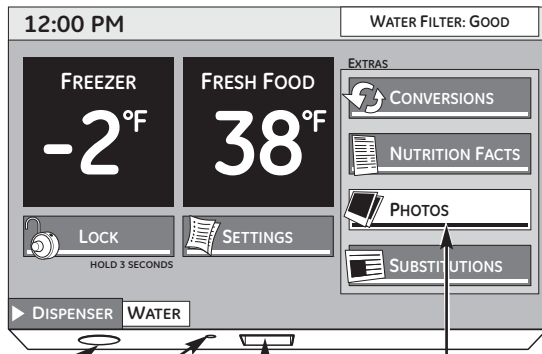 12:00 PM
WATER FILTER: GOOD
FREEZER
-2°F
FRESH FOOD
38°F
EXTRAS
CONVERSIONS
NUTRITION FACTS
PHOTOS
SUBSTITUTIONS
LOCK
HOLD 3 SECONDS
SETTINGS
DISPENSER WATER